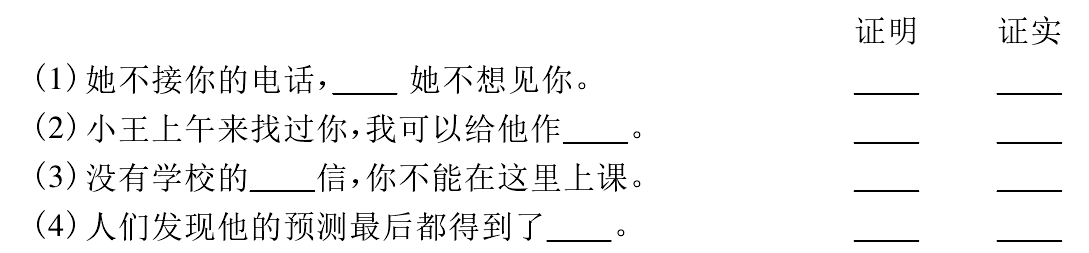 证明 证实
(1) 她不接你的电话,____ 她不想见你。 ____ ____
(2) 小王上午来找过你,我可以给他作____。 ____ ____
(3) 没有学校的____信,你不能在这里上课。 ____ ____
(4) 人们发现他的预测最后都得到了____。 ____ ____